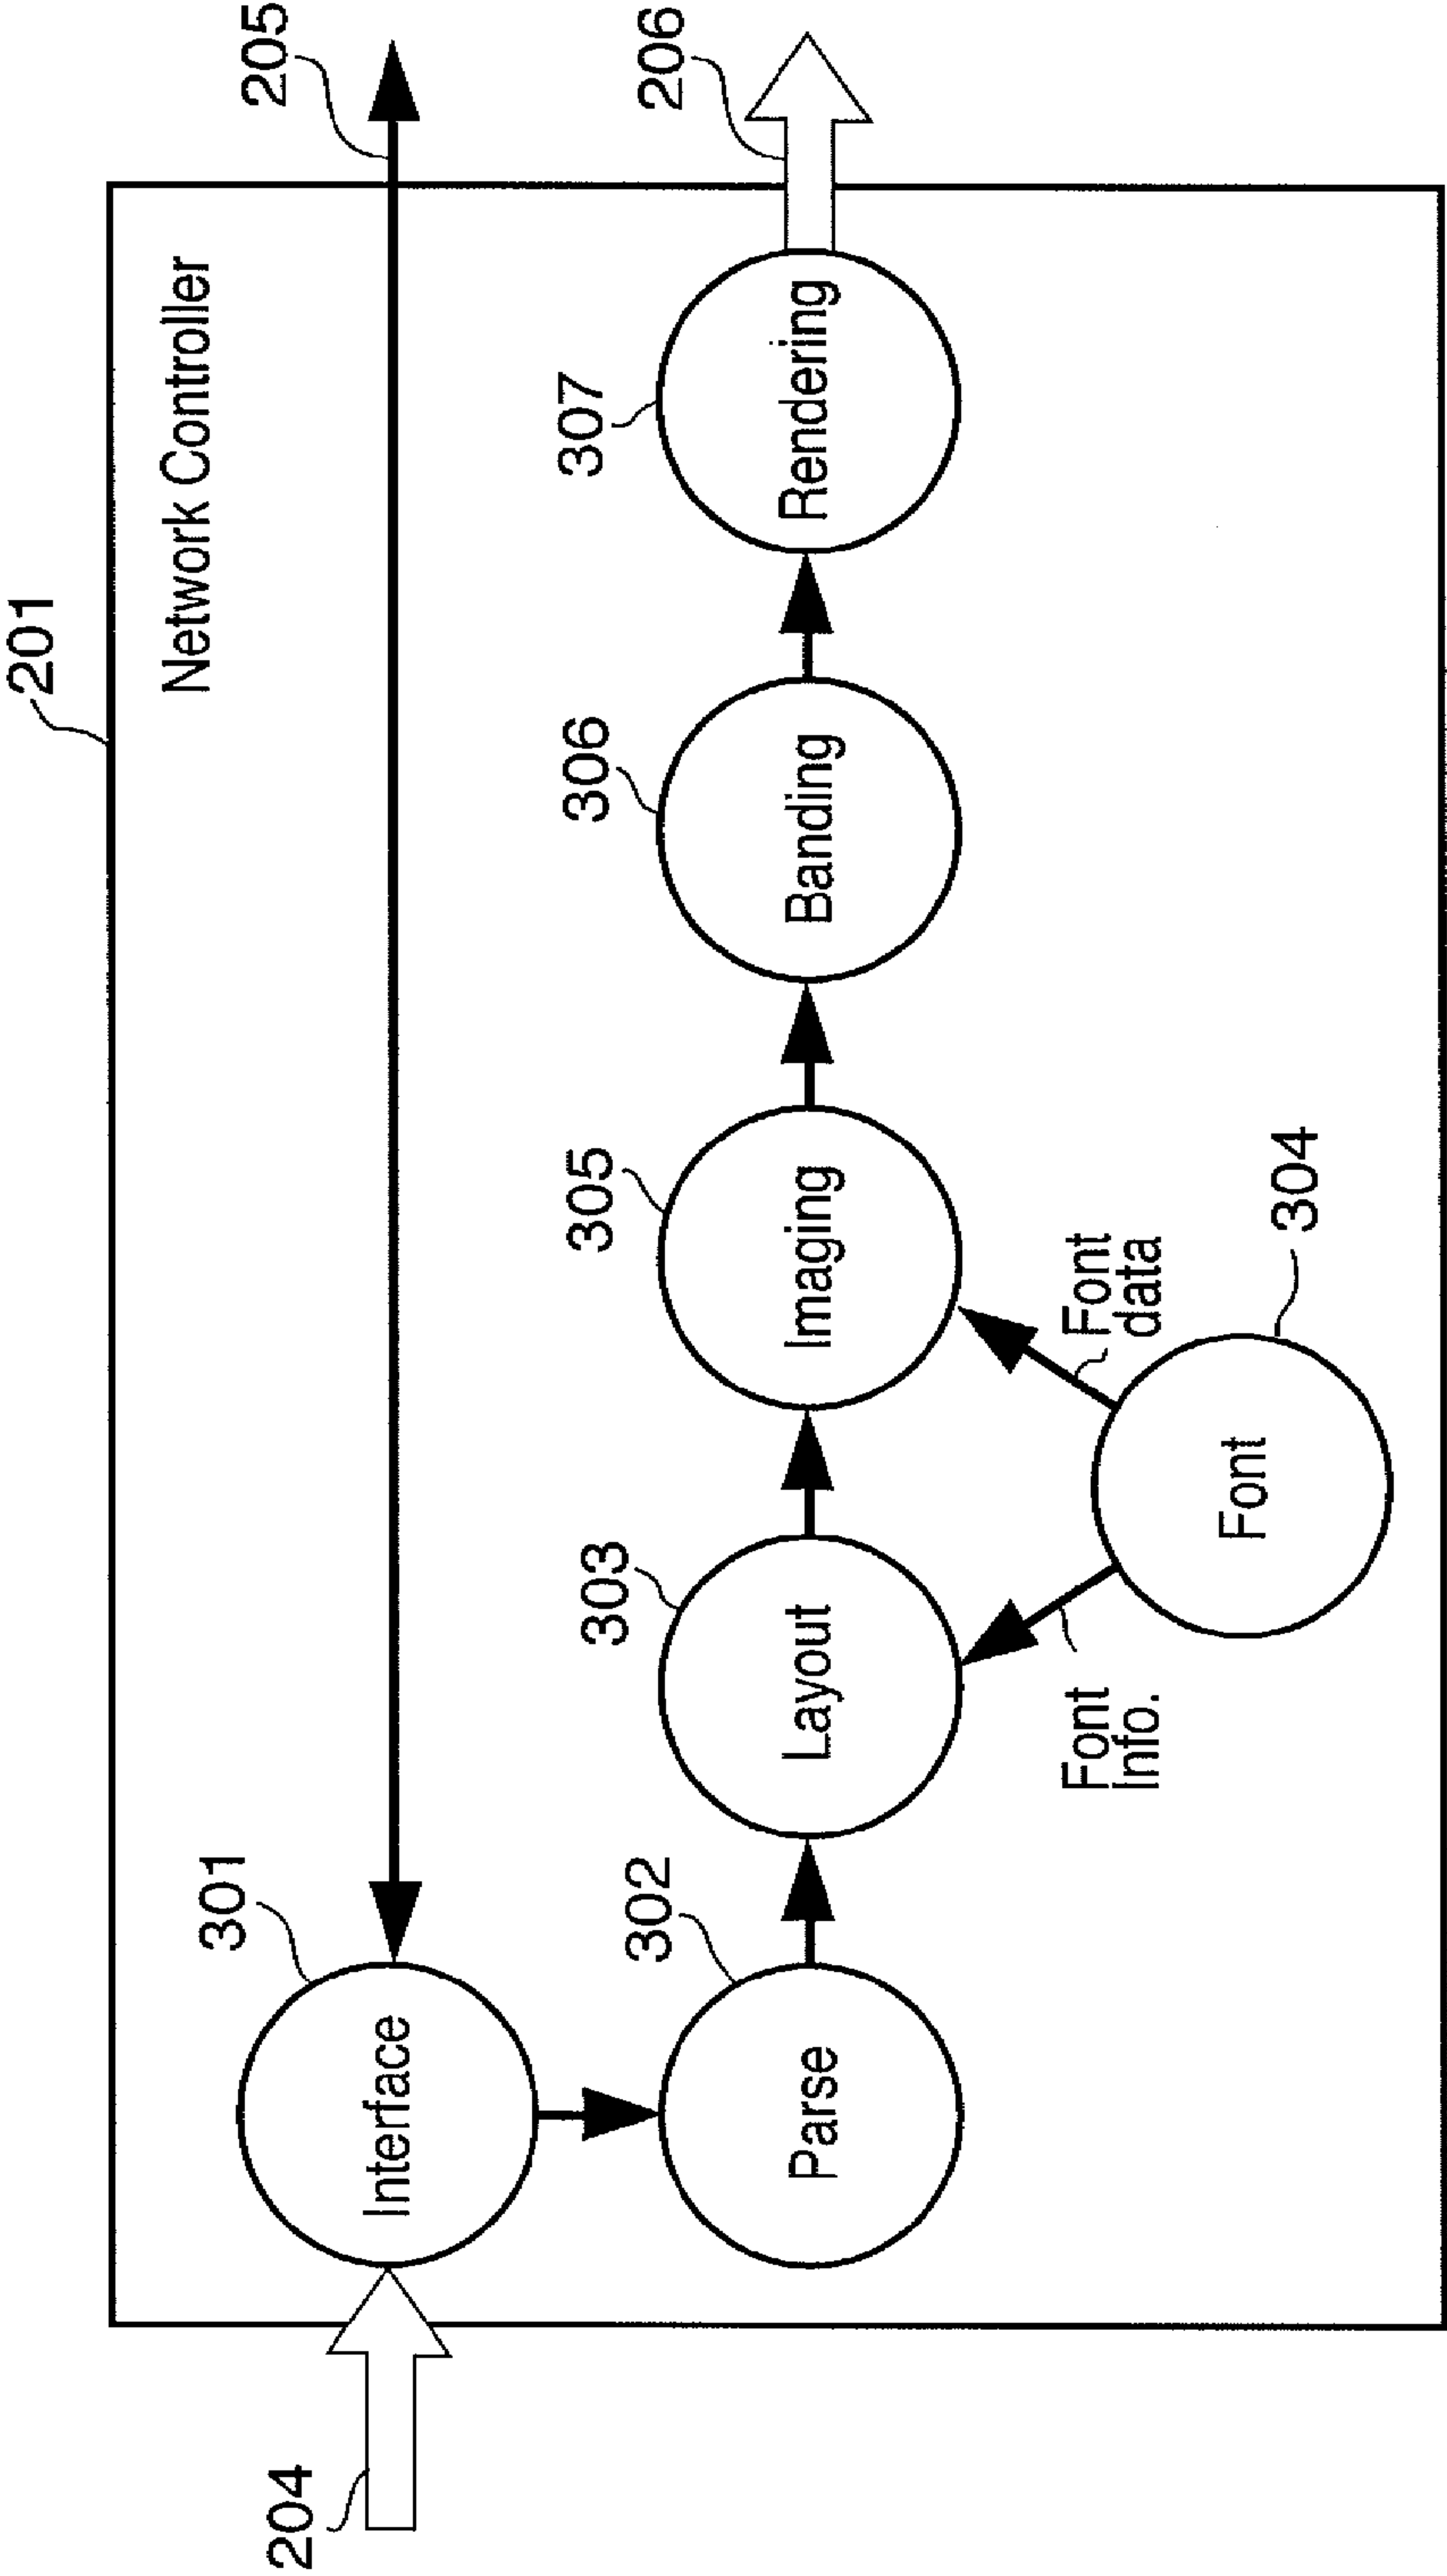 201
Network Controller
205
204
301
Interface
302
Parse
303
Layout
305
Imaging
306
Banding
307
Rendering
206
Font
Info.
Font
data
Font
304